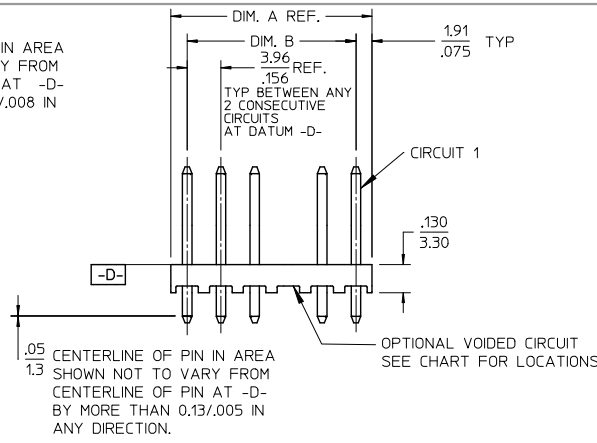 DIM. A REF.
IN AREA
Y FROM
AT -D-
/.008 IN
DIM. B
1.91
.075
TYP
3.96
.156
REF.
TYP BETWEEN ANY
2 CONSECUTIVE
CIRCUITS
AT DATUM -D-
CIRCUIT 1
.130
3.30
-D-
OPTIONAL VOIDED CIRCUIT
SEE CHART FOR LOCATIONS
.05
1.3
CENTERLINE OF PIN IN AREA
SHOWN NOT TO VARY FROM
CENTERLINE OF PIN AT -D-
BY MORE THAN 0.13/.005 IN
ANY DIRECTION.